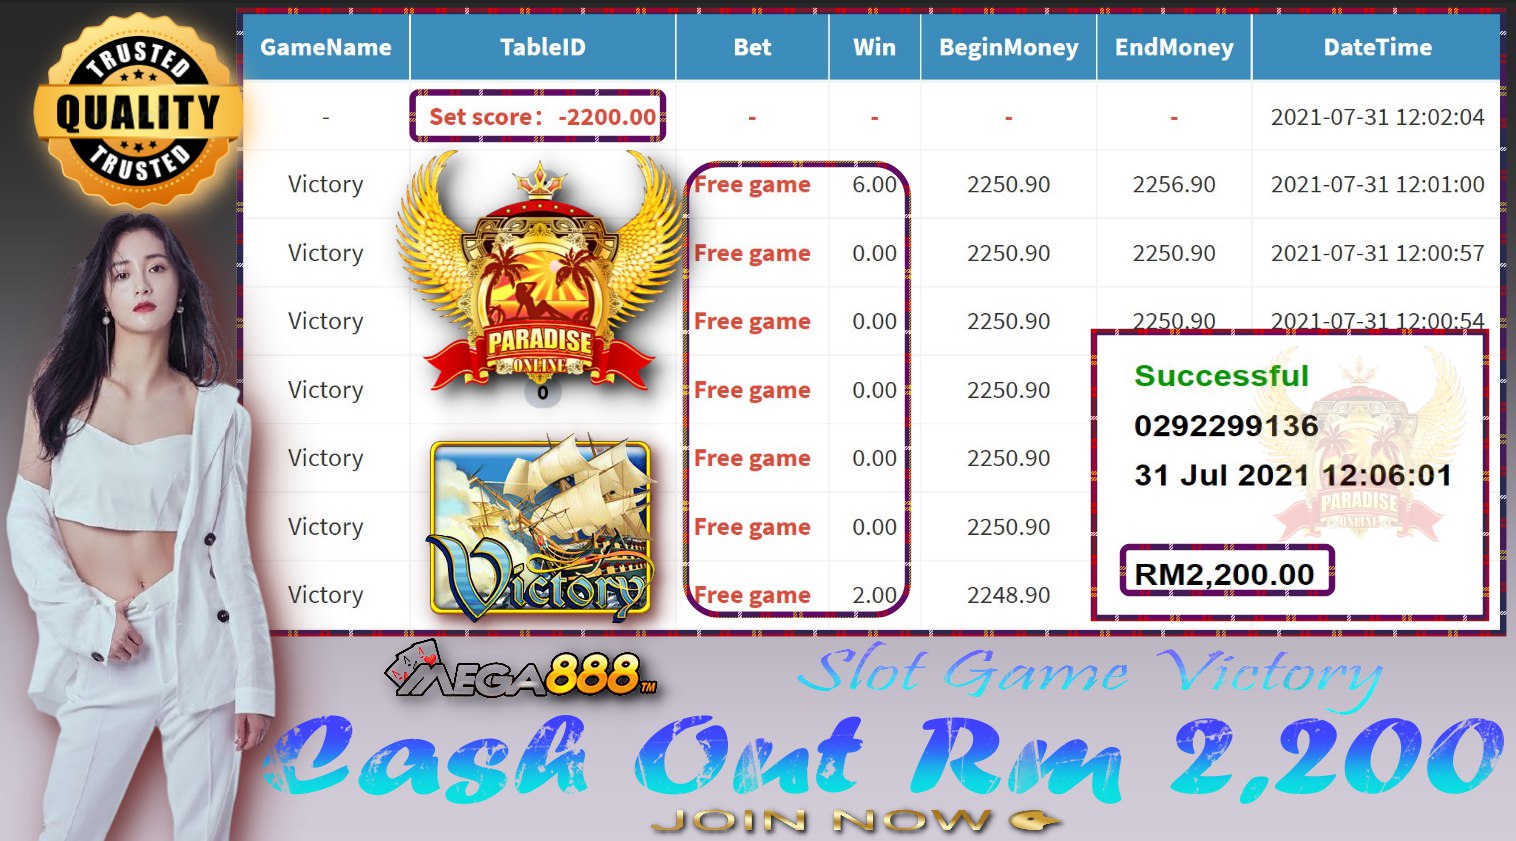 TRUSTED
QUALITY
TRUSTED
GameName TableID Bet Win BeginMoney EndMoney DateTime
- Set score： -2200.00 - - - - 2021-07-31 12:02:04
Victory Free game 6.00 2250.90 2256.90 2021-07-31 12:01:00
Victory Free game 0.00 2250.90 2250.90 2021-07-31 12:00:57
Victory Free game 0.00 2250.90 2250.90 2021-07-31 12:00:54
PARADISE
ONLINE
Victory 0 Free game 0.00 2250.90
Victory Free game 0.00 2250.90
Victory Free game 0.00 2250.90
Victory
Victory Free game 2.00 2248.90
Successful
0292299136
31 Jul 2021 12:06:01
PARADISE
ONLINE
RM2,200.00
MEGA888 TM
Slot Game Victory
Cash Out Rm 2,200
JOIN NOW